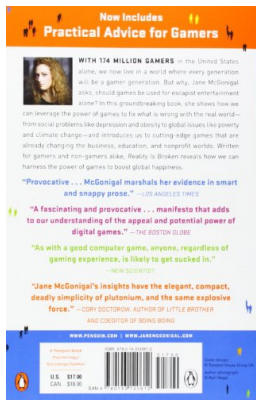 Now Includes
Practical Advice for Gamers
WITH 174 MILLION GAMERS in the United States
alone, we now live in a world where every generation
will be a gamer generation. But why, Jane McGonigal
asks, should games be used for escapist entertainment
alone? In this groundbreaking book, she shows how we
can leverage the power of games to fix what is wrong with the real world—
from social problems like depression and obesity to global issues like poverty
and climate change—and introduces us to cutting-edge games that are
already changing the business, education, and nonprofit worlds. Written
for gamers and non-gamers alike, Reality Is Broken reveals how we can
harness the power of games to boost global happiness.
“Provocative . . . McGonigal marshals her evidence in smart
and snappy prose.” —LOS ANGELES TIMES
“A fascinating and provocative . . . manifesto that adds
to our understanding of the appeal and potential power of
digital games.” —THE BOSTON GLOBE
“As with a good computer game, anyone, regardless of
gaming experience, is likely to get sucked in.”
—NEW SCIENTIST
“Jane McGonigal’s insights have the elegant, compact,
deadly simplicity of plutonium, and the same explosive
force.” —CORY DOCTOROW, AUTHOR OF LITTLE BROTHER
AND COEDITOR OF BOING BOING
WWW.PENGUIN.COM | WWW.JANEMCGONIGAL.COM
A Penguin Book
U.S. $17.00
CAN $18.00